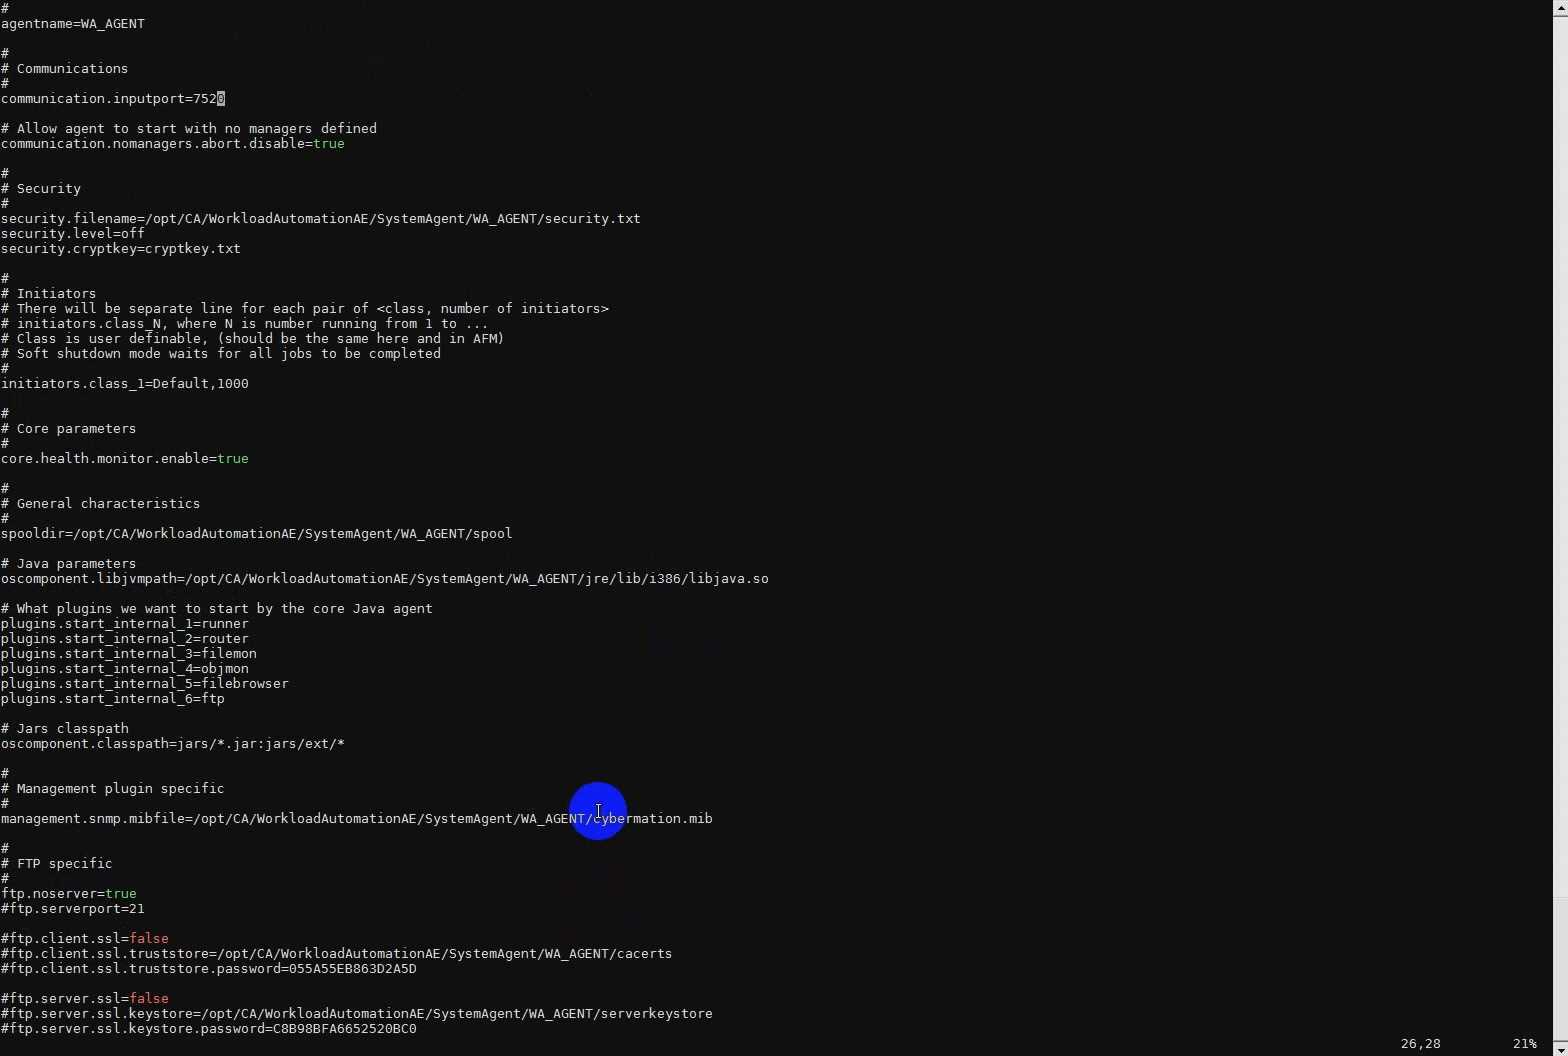 #
agentname=WA_AGENT
#
# Communications
#
communication.inputport=7520
# Allow agent to start with no managers defined
communication.nomanagers.abort.disable=true
#
# Security
#
security.filename=/opt/CA/WorkloadAutomationAE/SystemAgent/WA_AGENT/security.txt
security.level=off
security.cryptkey=cryptkey.txt
#
# Initiators
# There will be separate line for each pair of <class, number of initiators>
# initiators.class_N, where N is number running from 1 to ...
# Class is user definable, (should be the same here and in AFM)
# Soft shutdown mode waits for all jobs to be completed
#
initiators.class_1=Default,1000
#
# Core parameters
#
core.health.monitor.enable=true
#
# General characteristics
#
spooldir=/opt/CA/WorkloadAutomationAE/SystemAgent/WA_AGENT/spool
# Java parameters
oscomponent.libjvmpath=/opt/CA/WorkloadAutomationAE/SystemAgent/WA_AGENT/jre/lib/i386/libjava.so
# What plugins we want to start by the core Java agent
plugins.start_internal_1=runner
plugins.start_internal_2=router
plugins.start_internal_3=filemon
plugins.start_internal_4=objmon
plugins.start_internal_5=filebrowser
plugins.start_internal_6=ftp
# Jars classpath
oscomponent.classpath=jars/*.jar:jars/ext/*
#
# Management plugin specific
#
management.snmp.mibfile=/opt/CA/WorkloadAutomationAE/SystemAgent/WA_AGENT/cybermation.mib
#
# FTP specific
#
ftp.noserver=true
#ftp.serverport=21
#ftp.client.ssl=false
#ftp.client.ssl.truststore=/opt/CA/WorkloadAutomationAE/SystemAgent/WA_AGENT/cacerts
#ftp.client.ssl.truststore.password=055A55EB863D2A5D
#ftp.server.ssl=false
#ftp.server.ssl.keystore=/opt/CA/WorkloadAutomationAE/SystemAgent/WA_AGENT/serverkeystore
#ftp.server.ssl.keystore.password=C8B98BFA6652520BC0
26,28 21%